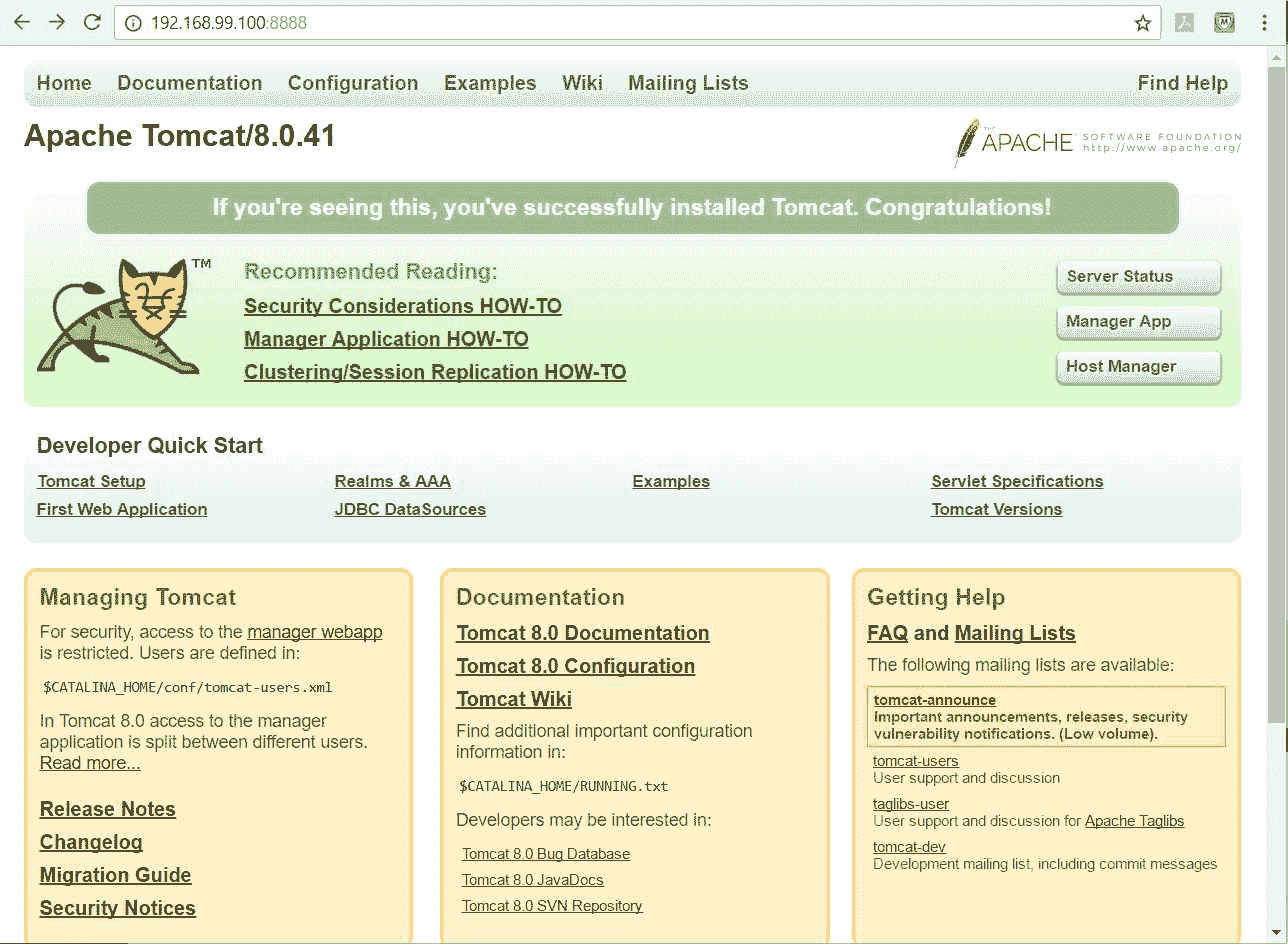 192.168.99.100:8888
Home Documentation Configuration Examples Wiki Mailing Lists Find Help
Apache Tomcat/8.0.41
THE APACHE SOFTWARE FOUNDATION
http://www.apache.org/
If you're seeing this, you've successfully installed Tomcat. Congratulations!
TM
Recommended Reading:
Security Considerations HOW-TO
Manager Application HOW-TO
Clustering/Session Replication HOW-TO
Server Status
Manager App
Host Manager
Developer Quick Start
Tomcat Setup
First Web Application
Realms & AAA
JDBC DataSources
Examples
Servlet Specifications
Tomcat Versions
Managing Tomcat
For security, access to the manager webapp
is restricted. Users are defined in:
$CATALINA_HOME/conf/tomcat-users.xml
In Tomcat 8.0 access to the manager
application is split between different users.
Read more...
Release Notes
Changelog
Migration Guide
Security Notices
Documentation
Tomcat 8.0 Documentation
Tomcat 8.0 Configuration
Tomcat Wiki
Find additional important configuration
information in:
$CATALINA_HOME/RUNNING.txt
Developers may be interested in:
Tomcat 8.0 Bug Database
Tomcat 8.0 JavaDocs
Tomcat 8.0 SVN Repository
Getting Help
FAQ and Mailing Lists
The following mailing lists are available:
tomcat-announce
Important announcements, releases, security
vulnerability notifications. (Low volume).
tomcat-users
User support and discussion
taglibs-user
User support and discussion for Apache Taglibs
tomcat-dev
Development mailing list, including commit messages